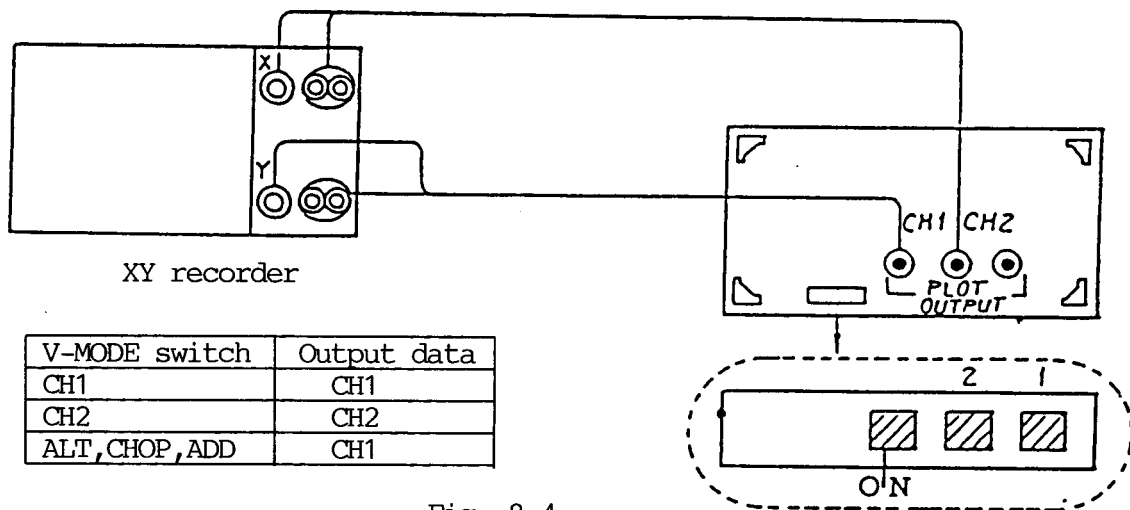 X
Y
CH1 CH2
PLOT
OUTPUT
XY recorder
V-MODE switch Output data
CH1 CH1
CH2 CH2
ALT,CHOP,ADD CH1
2 1
ON